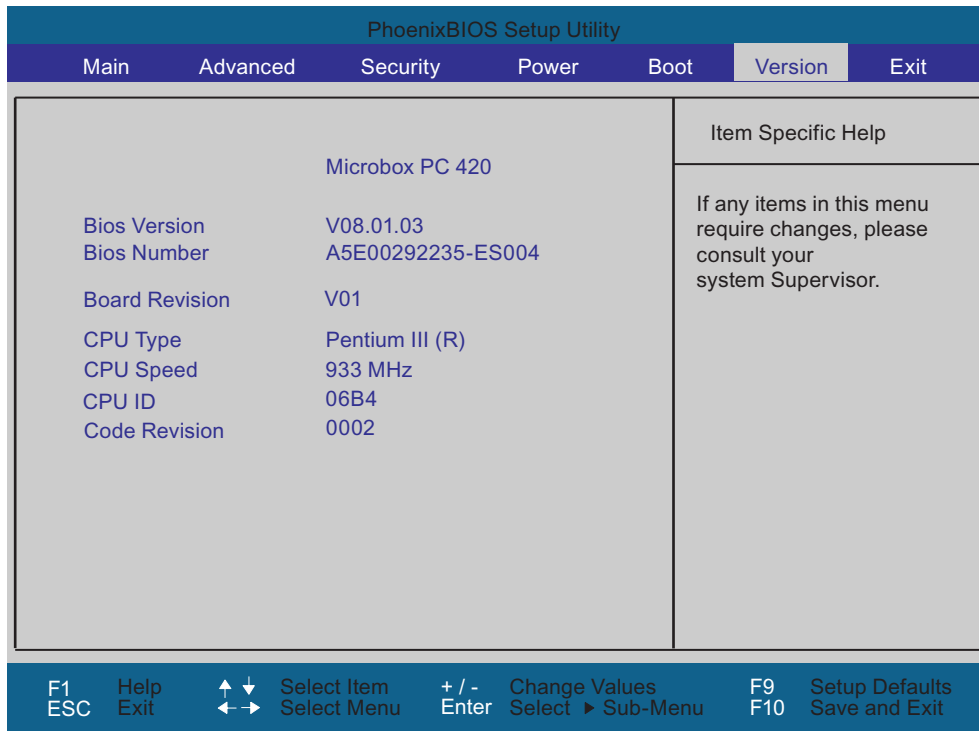 PhoenixBIOS Setup Utility
Main Advanced Security Power Boot Version Exit
Microbox PC 420
Bios Version V08.01.03
Bios Number A5E00292235-ES004
Board Revision V01
CPU Type Pentium III (R)
CPU Speed 933 MHz
CPU ID 06B4
Code Revision 0002
Item Specific Help
If any items in this menu
require changes, please
consult your
system Supervisor.
F1 Help Select Item + / - Change Values F9 Setup Defaults
ESC Exit Select Menu Enter Select Sub-Menu F10 Save and Exit